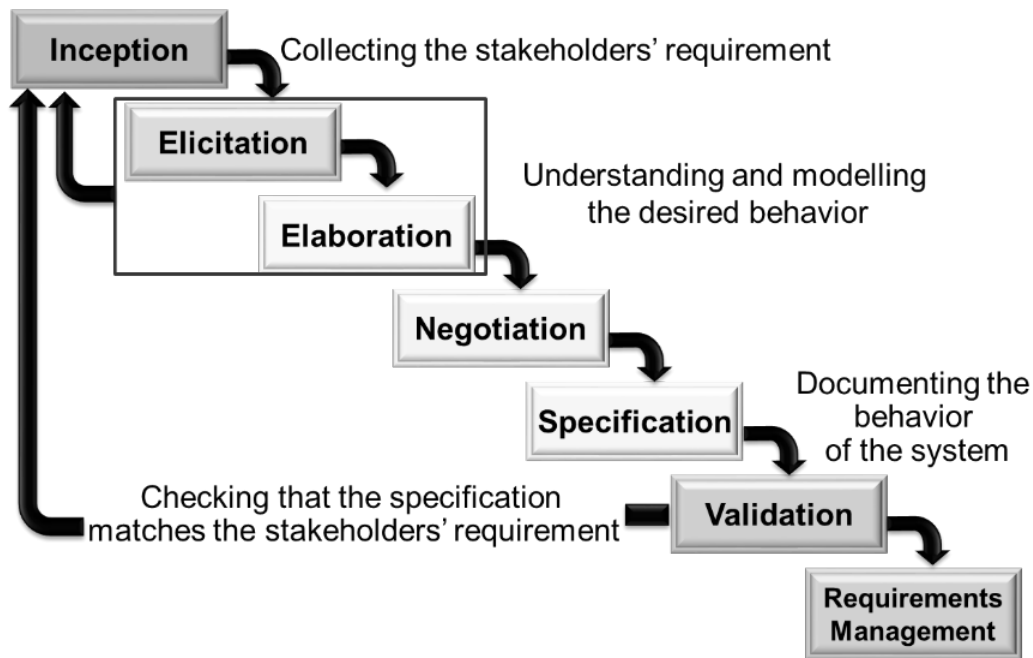 Inception
Collecting the stakeholders’ requirement
Elicitation
Understanding and modelling
the desired behavior
Elaboration
Negotiation
Documenting the
behavior
of the system
Specification
Checking that the specification
matches the stakeholders’ requirement
Validation
Requirements
Management